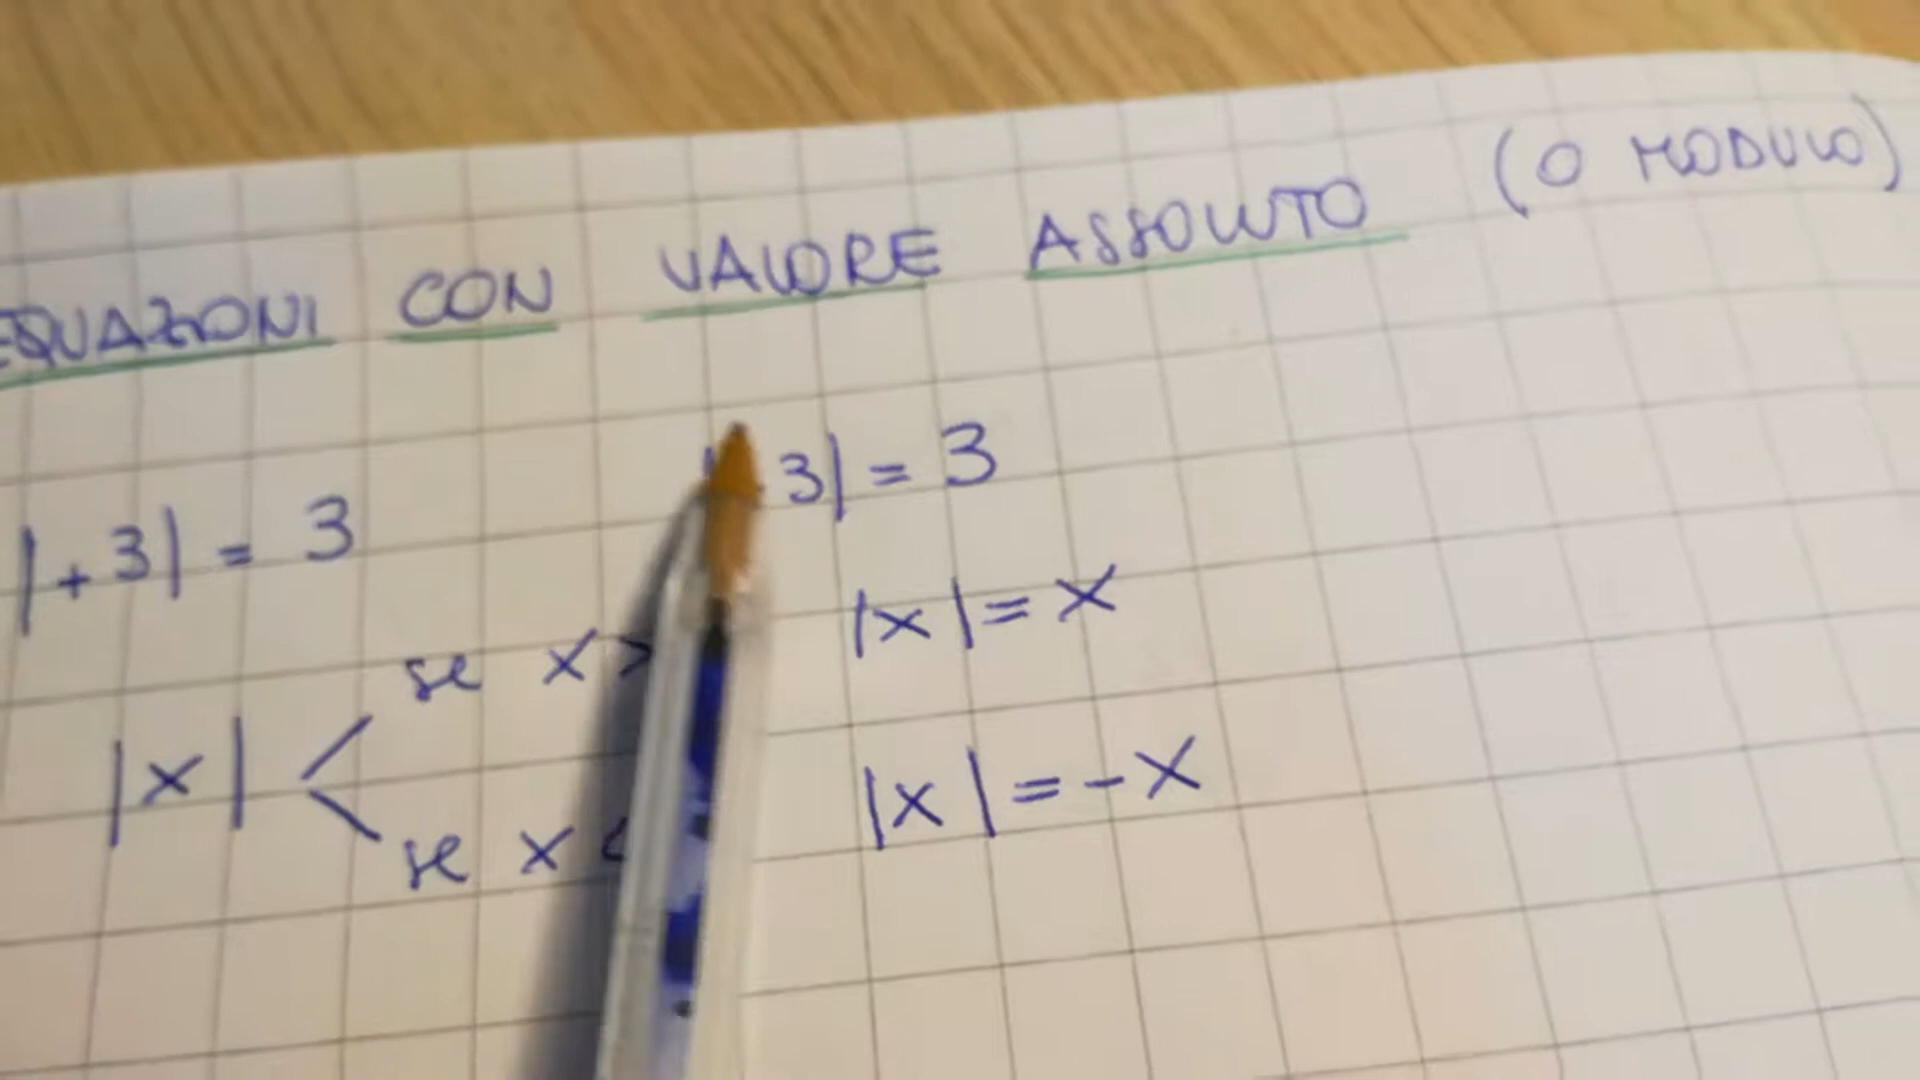 EQUAZIONI CON VALORE ASSOLUTO (O MODULO)
|+3| = 3 3| = 3
se x > |x| = x
|x|
se x < |x| = -x